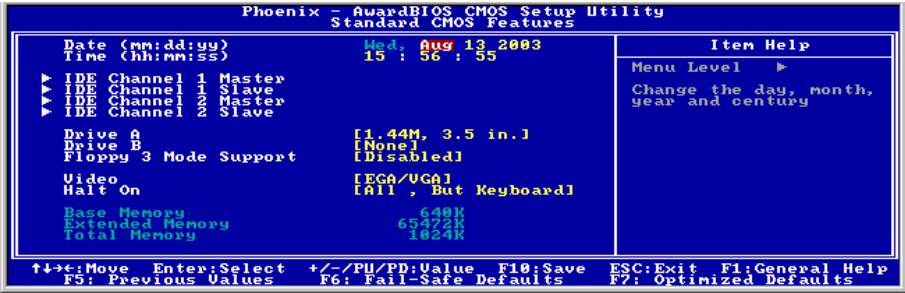 Phoenix - AwardBIOS CMOS Setup Utility
Standard CMOS Features
Date (mm:dd:yy) Wed, Aug 13 2003
Time (hh:mm:ss) 15 : 56 : 55
► IDE Channel 1 Master
► IDE Channel 1 Slave
► IDE Channel 2 Master
► IDE Channel 2 Slave
Drive A [1.44M, 3.5 in.]
Drive B [None]
Floppy 3 Mode Support [Disabled]
Video [EGA/VGA]
Halt On [All , But Keyboard]
Base Memory 640K
Extended Memory 65472K
Total Memory 1024K
Item Help
Menu Level ►
Change the day, month,
year and century
↑↓→←:Move Enter:Select +/-/PU/PD:Value F10:Save ESC:Exit F1:General Help
F5: Previous Values F6: Fail-Safe Defaults F7: Optimized Defaults